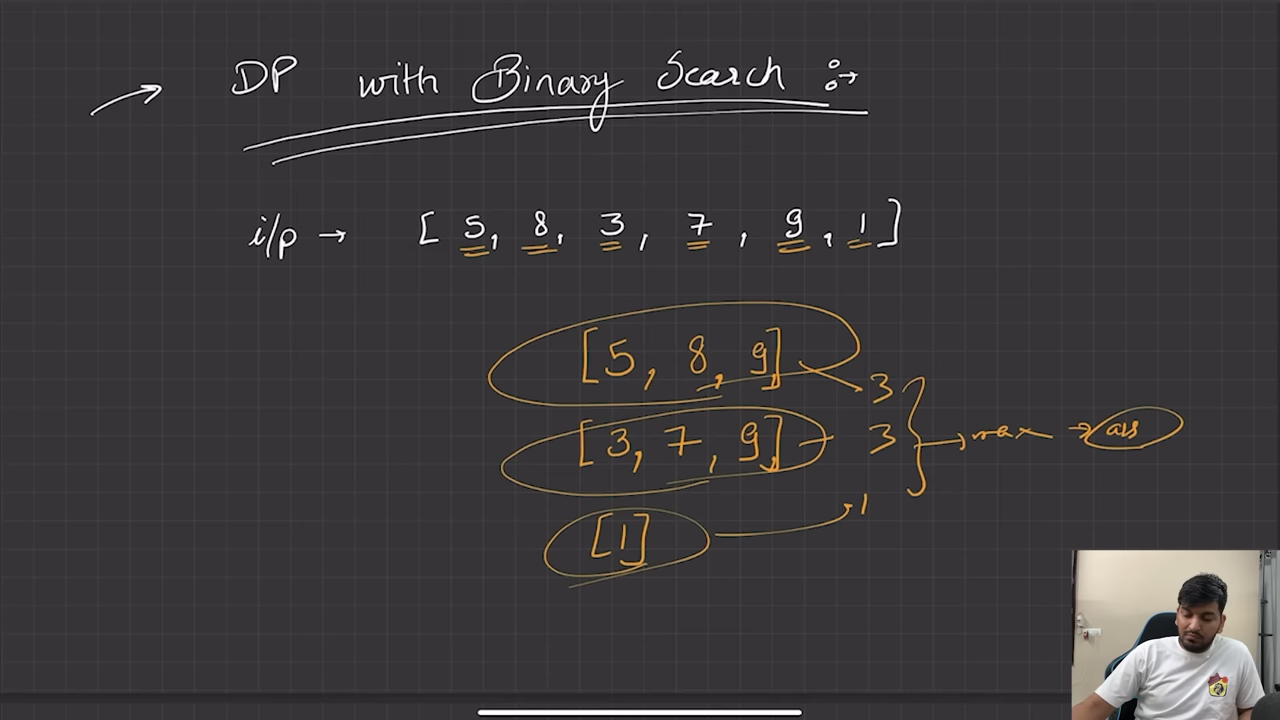 DP with Binary Search :→
i/p → [ 5, 8, 3, 7, 9, 1 ]
[5, 8, 9] 3
[3, 7, 9] - 3 } → max → ans
[1] → 1